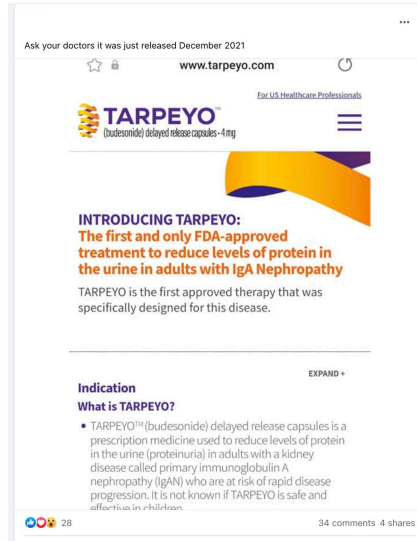 Ask your doctors it was just released December 2021
www.tarpeyo.com
For US Healthcare Professionals
TARPEYO™
(budesonide) delayed release capsules • 4 mg
INTRODUCING TARPEYO:
The first and only FDA-approved
treatment to reduce levels of protein in
the urine in adults with IgA Nephropathy
TARPEYO is the first approved therapy that was
specifically designed for this disease.
EXPAND +
Indication
What is TARPEYO?
• TARPEYO™ (budesonide) delayed release capsules is a
prescription medicine used to reduce levels of protein
in the urine (proteinuria) in adults with a kidney
disease called primary immunoglobulin A
nephropathy (IgAN) who are at risk of rapid disease
progression. It is not known if TARPEYO is safe and
effective in children
28
34 comments 4 shares